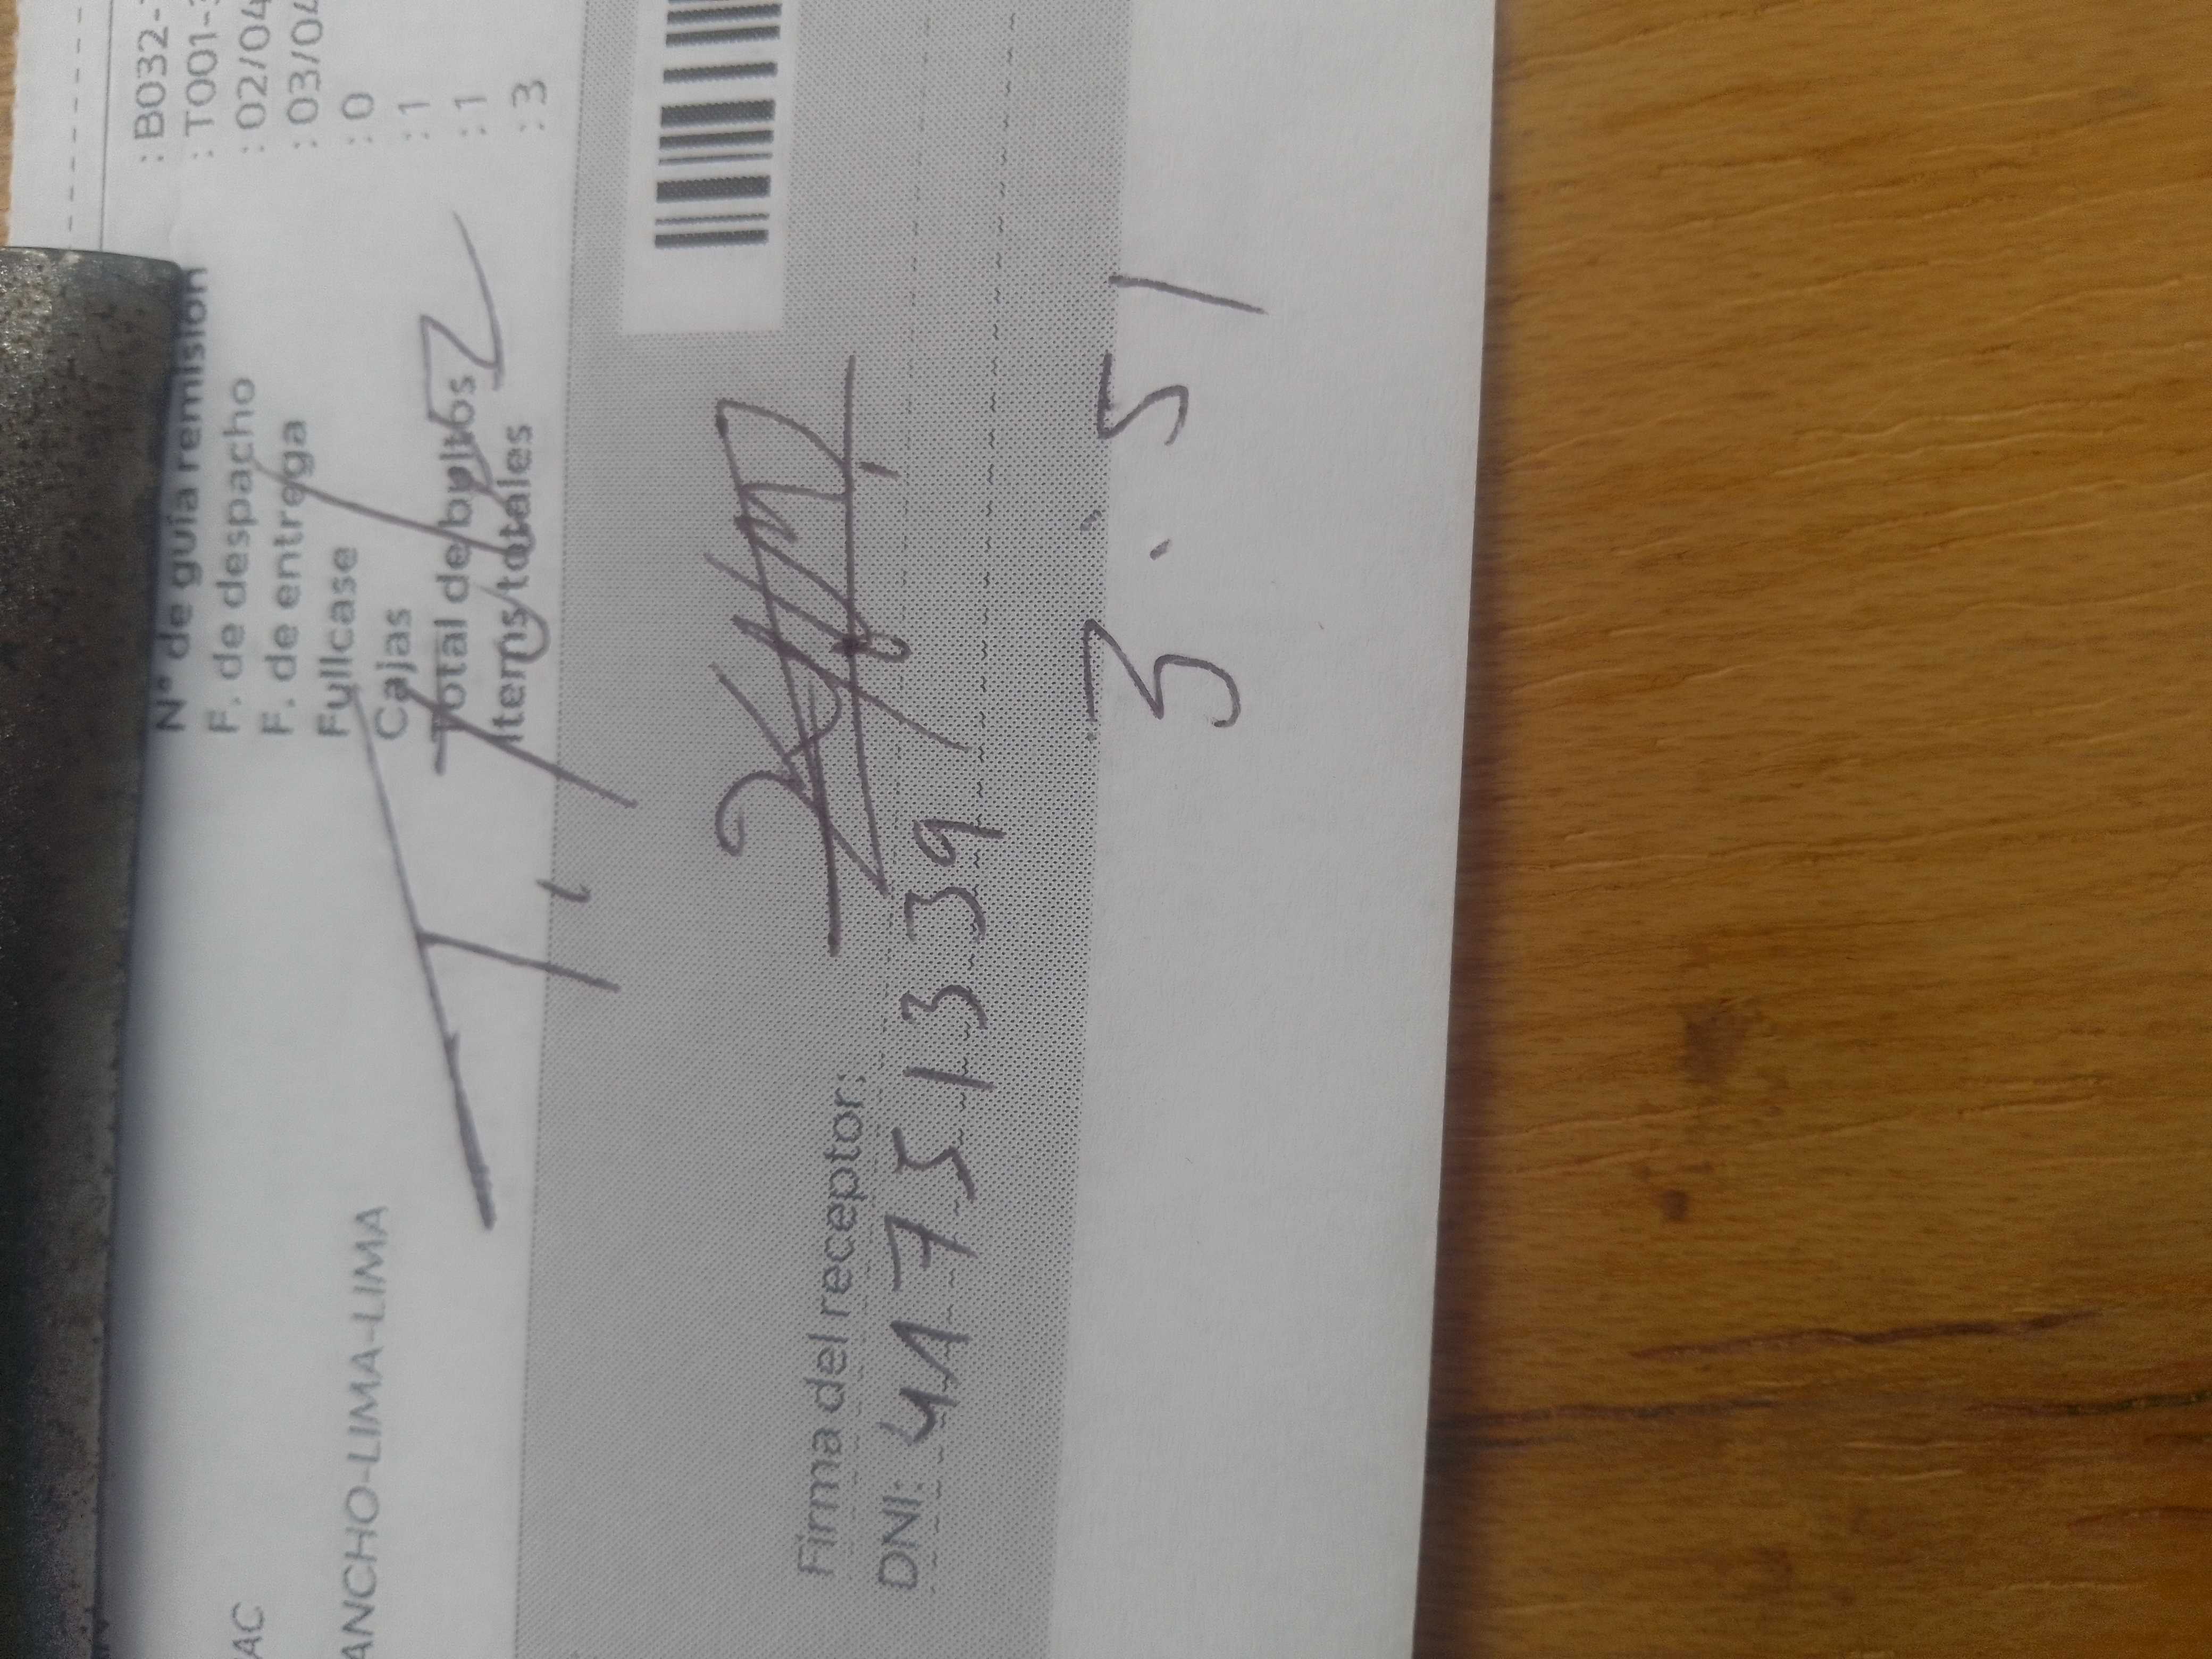 : B032-
N° de guía remisión : T001-
F. de despacho : 02/04
F. de entrega : 03/04
Fullcase : 0
Cajas : 1
Total de bultos : 1
Items totales : 3
AC
ANCHO-LIMA-LIMA
Firma del receptor:
DNI: 44751339
3:51